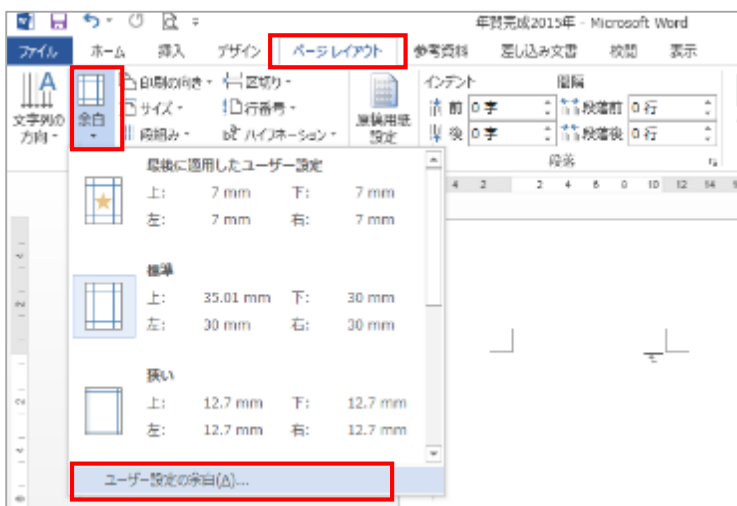 年賀完成2015年 - Microsoft Word
ファイル ホーム 挿入 デザイン ページ レイアウト 参考資料 差し込み文書 校閲 表示
文字列の方向
余白
印刷の向き
サイズ
段組み
区切り
行番号
ハイフネーション
原稿用紙設定
インデント 間隔
前 0 字 段落前 0 行
後 0 字 段落後 0 行
段落
最後に適用したユーザー設定
上: 7 mm 下: 7 mm
左: 7 mm 右: 7 mm
標準
上: 35.01 mm 下: 30 mm
左: 30 mm 右: 30 mm
狭い
上: 12.7 mm 下: 12.7 mm
左: 12.7 mm 右: 12.7 mm
ユーザー設定の余白(A)...
4 2 2 4 6 8 10 12 14